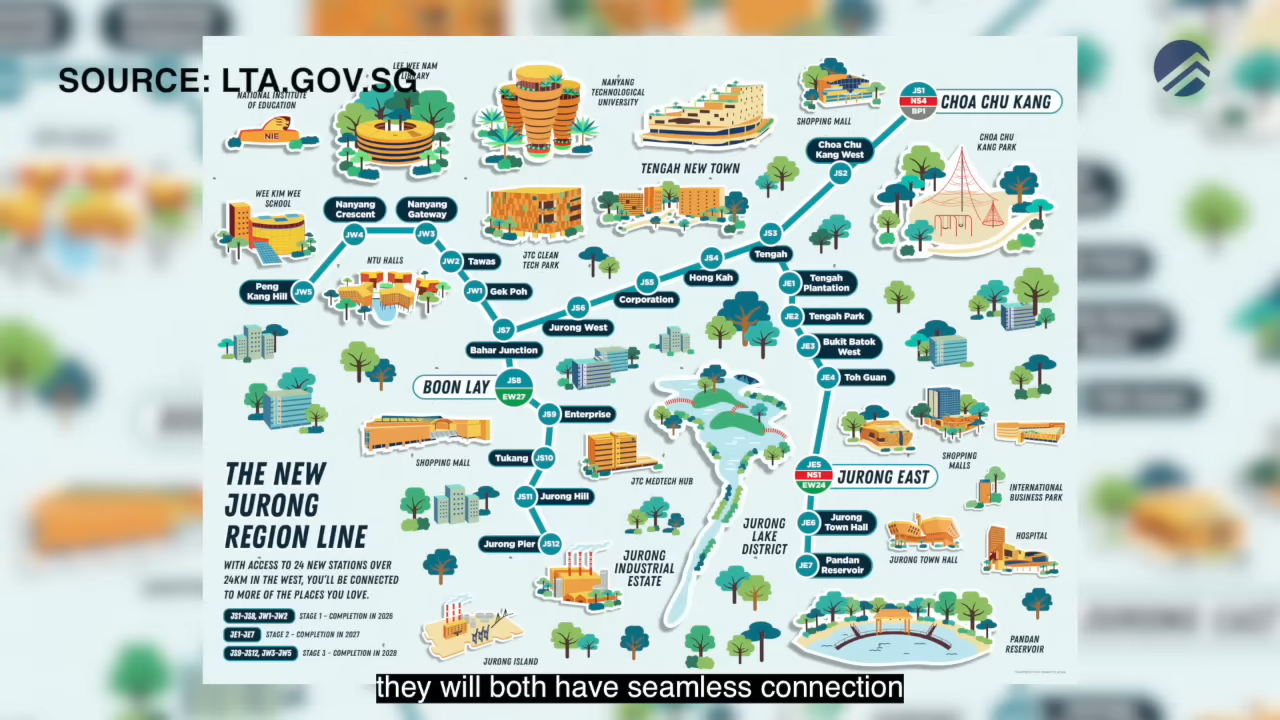 SOURCE: LTA.GOV.SG
LEE WEE NAM
LIBRARY
NATIONAL INSTITUTE
OF EDUCATION
NIE
NANYANG
TECHNOLOGICAL
UNIVERSITY
SHOPPING MALL
JS1
NS4
BP1
CHOA CHU KANG
CHOA CHU
KANG PARK
Choa Chu
Kang West
JS2
TENGAH NEW TOWN
WEE KIM WEE
SCHOOL
Nanyang
Crescent
Nanyang
Gateway
JW4
JW3
JW2
Tawas
JTC CLEAN
TECH PARK
NTU HALLS
Peng
Kang Hill
JW5
JW1
Gek Poh
JS3
Tengah
JS4
Hong Kah
JS5
Corporation
JS6
Jurong West
JS7
Bahar Junction
JE1
Tengah
Plantation
JE2
Tengah Park
JE3
Bukit Batok
West
JE4
Toh Guan
BOON LAY
JS8
EW27
JS9
Enterprise
SHOPPING MALL
Tukang
JS10
JTC MEDTECH HUB
JS11
Jurong Hill
Jurong Pier
JS12
JURONG
INDUSTRIAL
ESTATE
JURONG
LAKE
DISTRICT
JE5
NS1
EW24
JURONG EAST
SHOPPING
MALLS
INTERNATIONAL
BUSINESS PARK
JE6
Jurong
Town Hall
JURONG TOWN HALL
HOSPITAL
JE7
Pandan
Reservoir
PANDAN
RESERVOIR
JURONG ISLAND
THE NEW
JURONG
REGION LINE
WITH ACCESS TO 24 NEW STATIONS OVER
24KM IN THE WEST, YOU'LL BE CONNECTED
TO MORE OF THE PLACES YOU LOVE.
JS1-JS8, JW1-JW2 STAGE 1 - COMPLETION IN 2026
JE1-JE7 STAGE 2 - COMPLETION IN 2027
JS9-JS12, JW3-JW5 STAGE 3 - COMPLETION IN 2028
they will both have seamless connection